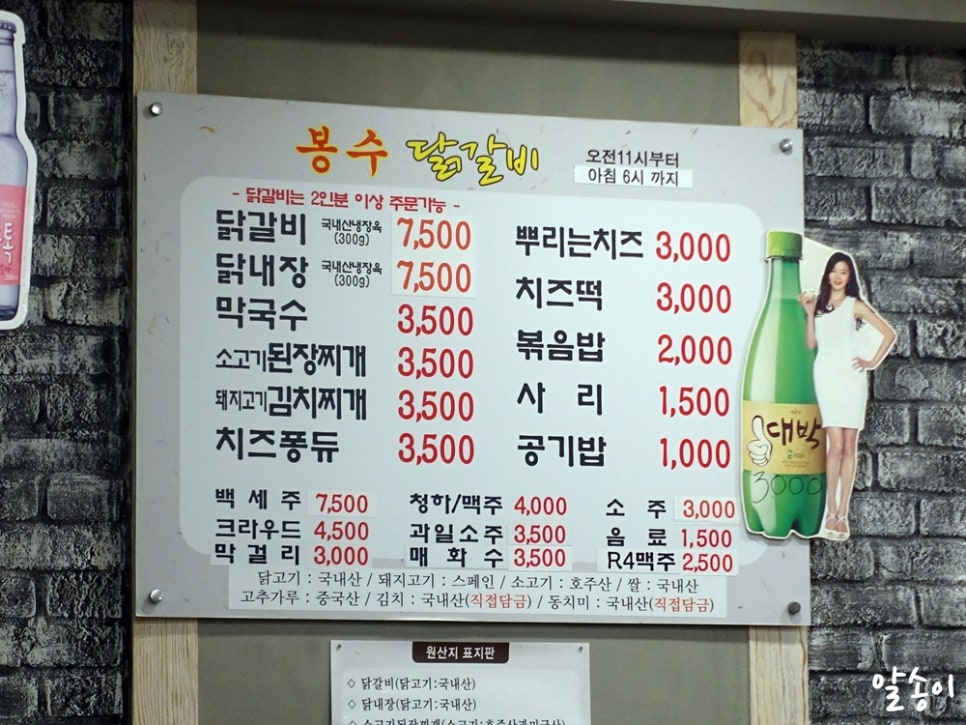 봉수 닭갈비
오전11시부터
아침 6시 까지
- 닭갈비는 2인분 이상 주문가능 -
닭갈비 국내산냉장육 (300g) 7,500
닭내장 국내산냉장육 (300g) 7,500
막국수 3,500
소고기된장찌개 3,500
돼지고기김치찌개 3,500
치즈퐁듀 3,500
뿌리는치즈 3,000
치즈떡 3,000
볶음밥 2,000
사리 1,500
공기밥 1,000
백세주 7,500 청하/맥주 4,000 소주 3,000
크라우드 4,500 과일소주 3,500 음료 1,500
막걸리 3,000 매화수 3,500 R4맥주 2,500
닭고기 : 국내산 / 돼지고기 : 스페인 / 소고기 : 호주산 / 쌀 : 국내산
고추가루 : 중국산 / 김치 : 국내산(직접담금) / 동치미 : 국내산(직접담금)
대박
3000
원산지 표지판
◇ 닭갈비(닭고기:국내산)
◇ 닭내장(닭고기:국내산)
알송이